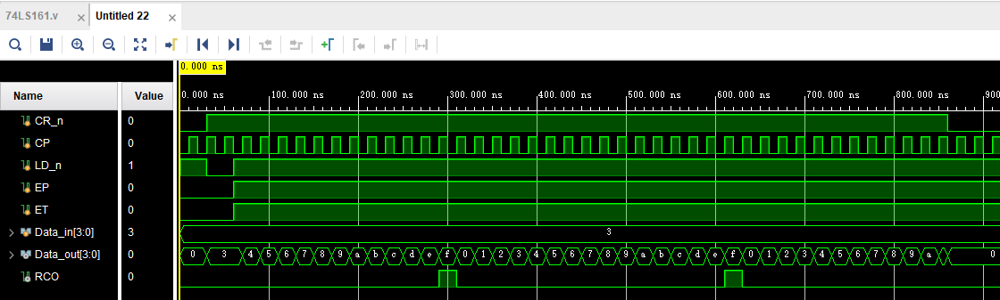 74LS161.v
Untitled 22
0.000 ns
Name Value
0.000 ns 100.000 ns 200.000 ns 300.000 ns 400.000 ns 500.000 ns 600.000 ns 700.000 ns 800.000 ns 900
CR_n 0
CP 0
LD_n 1
EP 0
ET 0
Data_in[3:0] 3 3
Data_out[3:0] 0 0 3 4 5 6 7 8 9 a b c d e f 0 1 2 3 4 5 6 7 8 9 a b c d e f 0 1 2 3 4 5 6 7 8 9 a 0
RCO 0